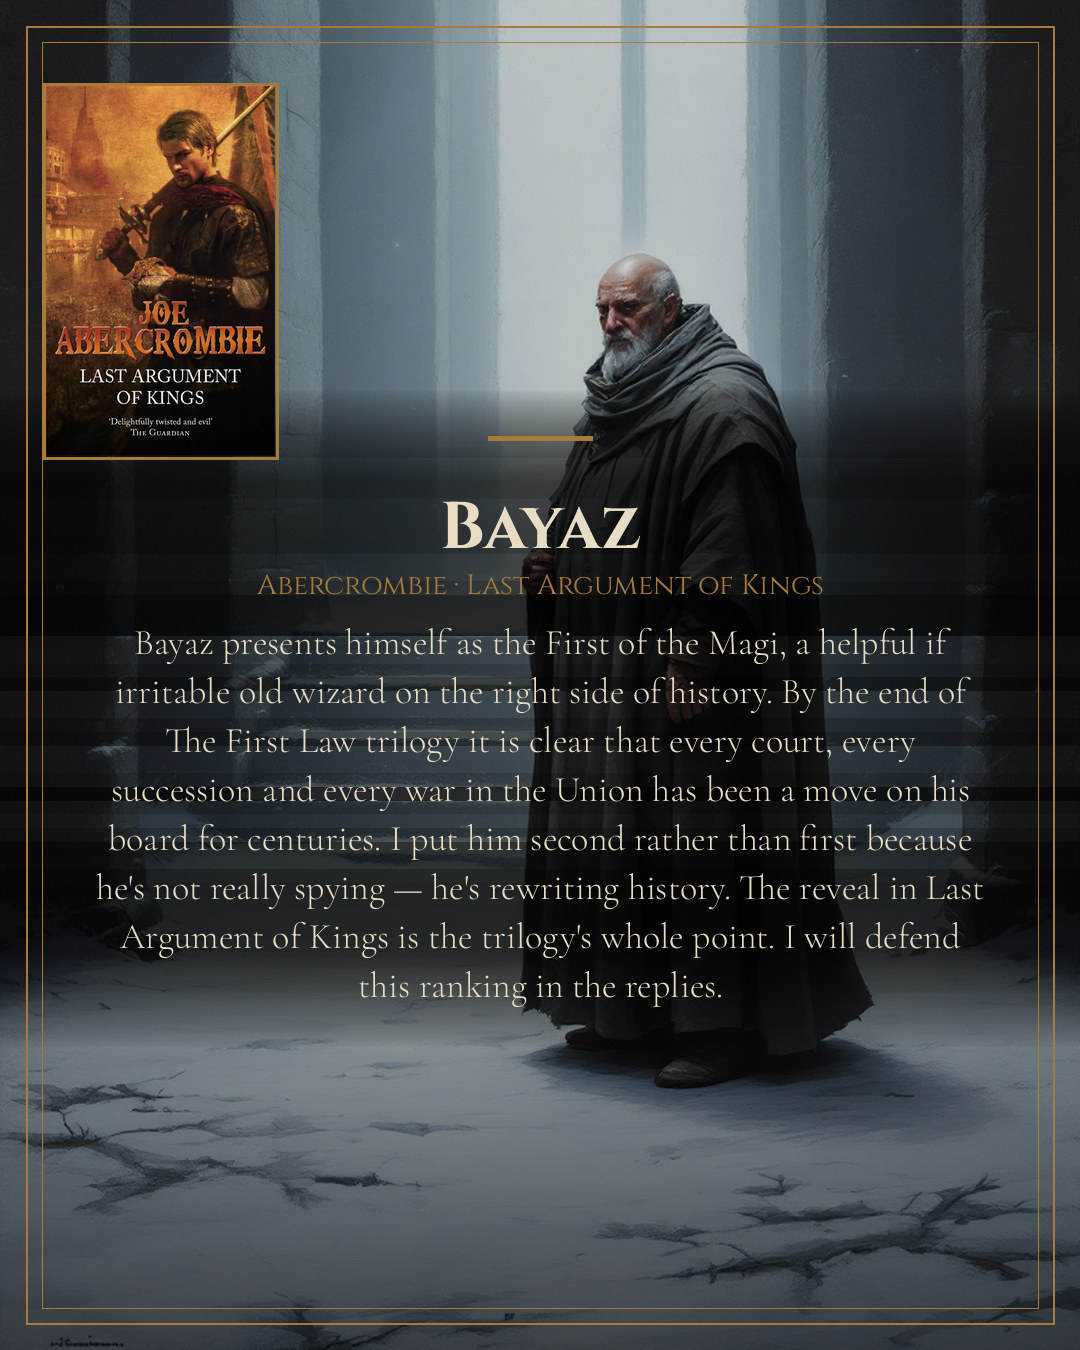 JOE
ABERCROMBIE
LAST ARGUMENT
OF KINGS
'Delightfully twisted and evil'
THE GUARDIAN
BAYAZ
ABERCROMBIE · LAST ARGUMENT OF KINGS
Bayaz presents himself as the First of the Magi, a helpful if
irritable old wizard on the right side of history. By the end of
The First Law trilogy it is clear that every court, every
succession and every war in the Union has been a move on his
board for centuries. I put him second rather than first because
he's not really spying — he's rewriting history. The reveal in Last
Argument of Kings is the trilogy's whole point. I will defend
this ranking in the replies.